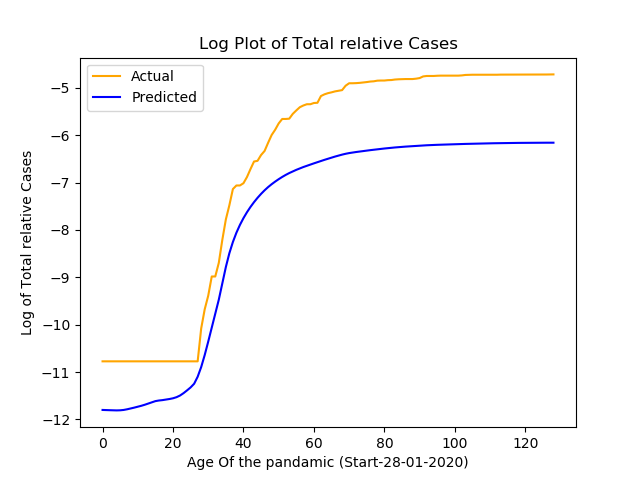 Log Plot of Total relative Cases
Actual
Predicted
Log of Total relative Cases
−5
−6
−7
−8
−9
−10
−11
−12
0 20 40 60 80 100 120
Age Of the pandamic (Start-28-01-2020)